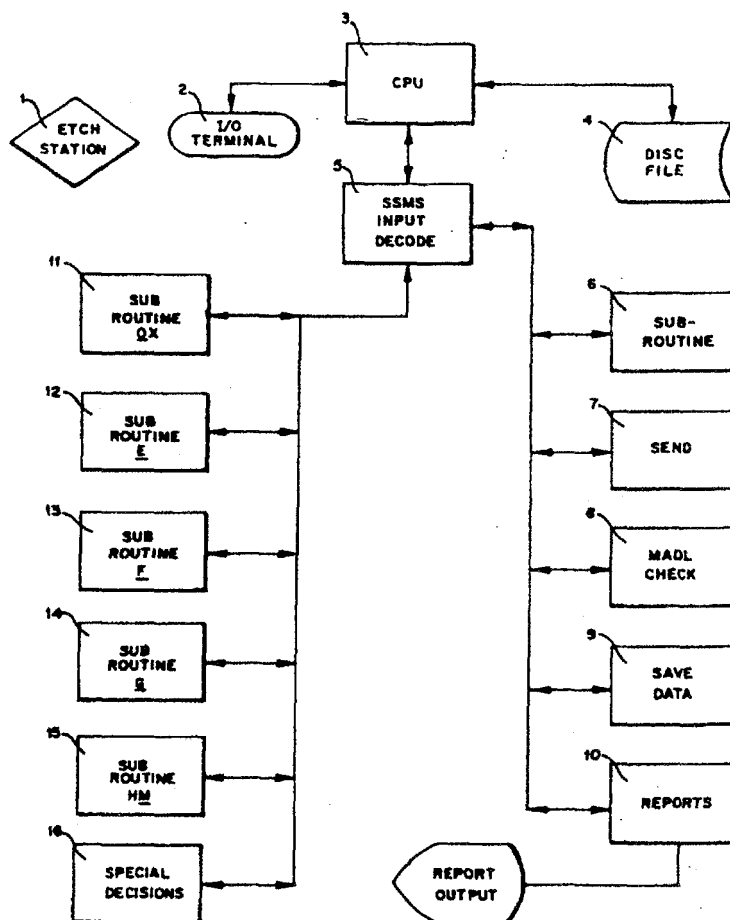 3
CPU
2
I/O
TERMINAL
1
ETCH
STATION
4
DISC
FILE
5
SSMS
INPUT
DECODE
11
SUB
ROUTINE
QX
12
SUB
ROUTINE
E
13
SUB
ROUTINE
F
14
SUB
ROUTINE
G
15
SUB
ROUTINE
HM
16
SPECIAL
DECISIONS
6
SUB-
ROUTINE
7
SEND
8
MADL
CHECK
9
SAVE
DATA
10
REPORTS
REPORT
OUTPUT